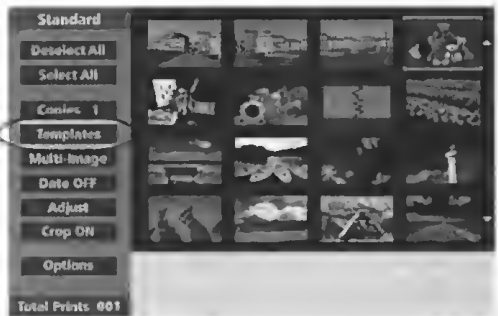 Standard
Deselect All
Select All
Copies 1
Templates
Multi-Image
Date OFF
Adjust
Crop ON
Options
Total Prints 001